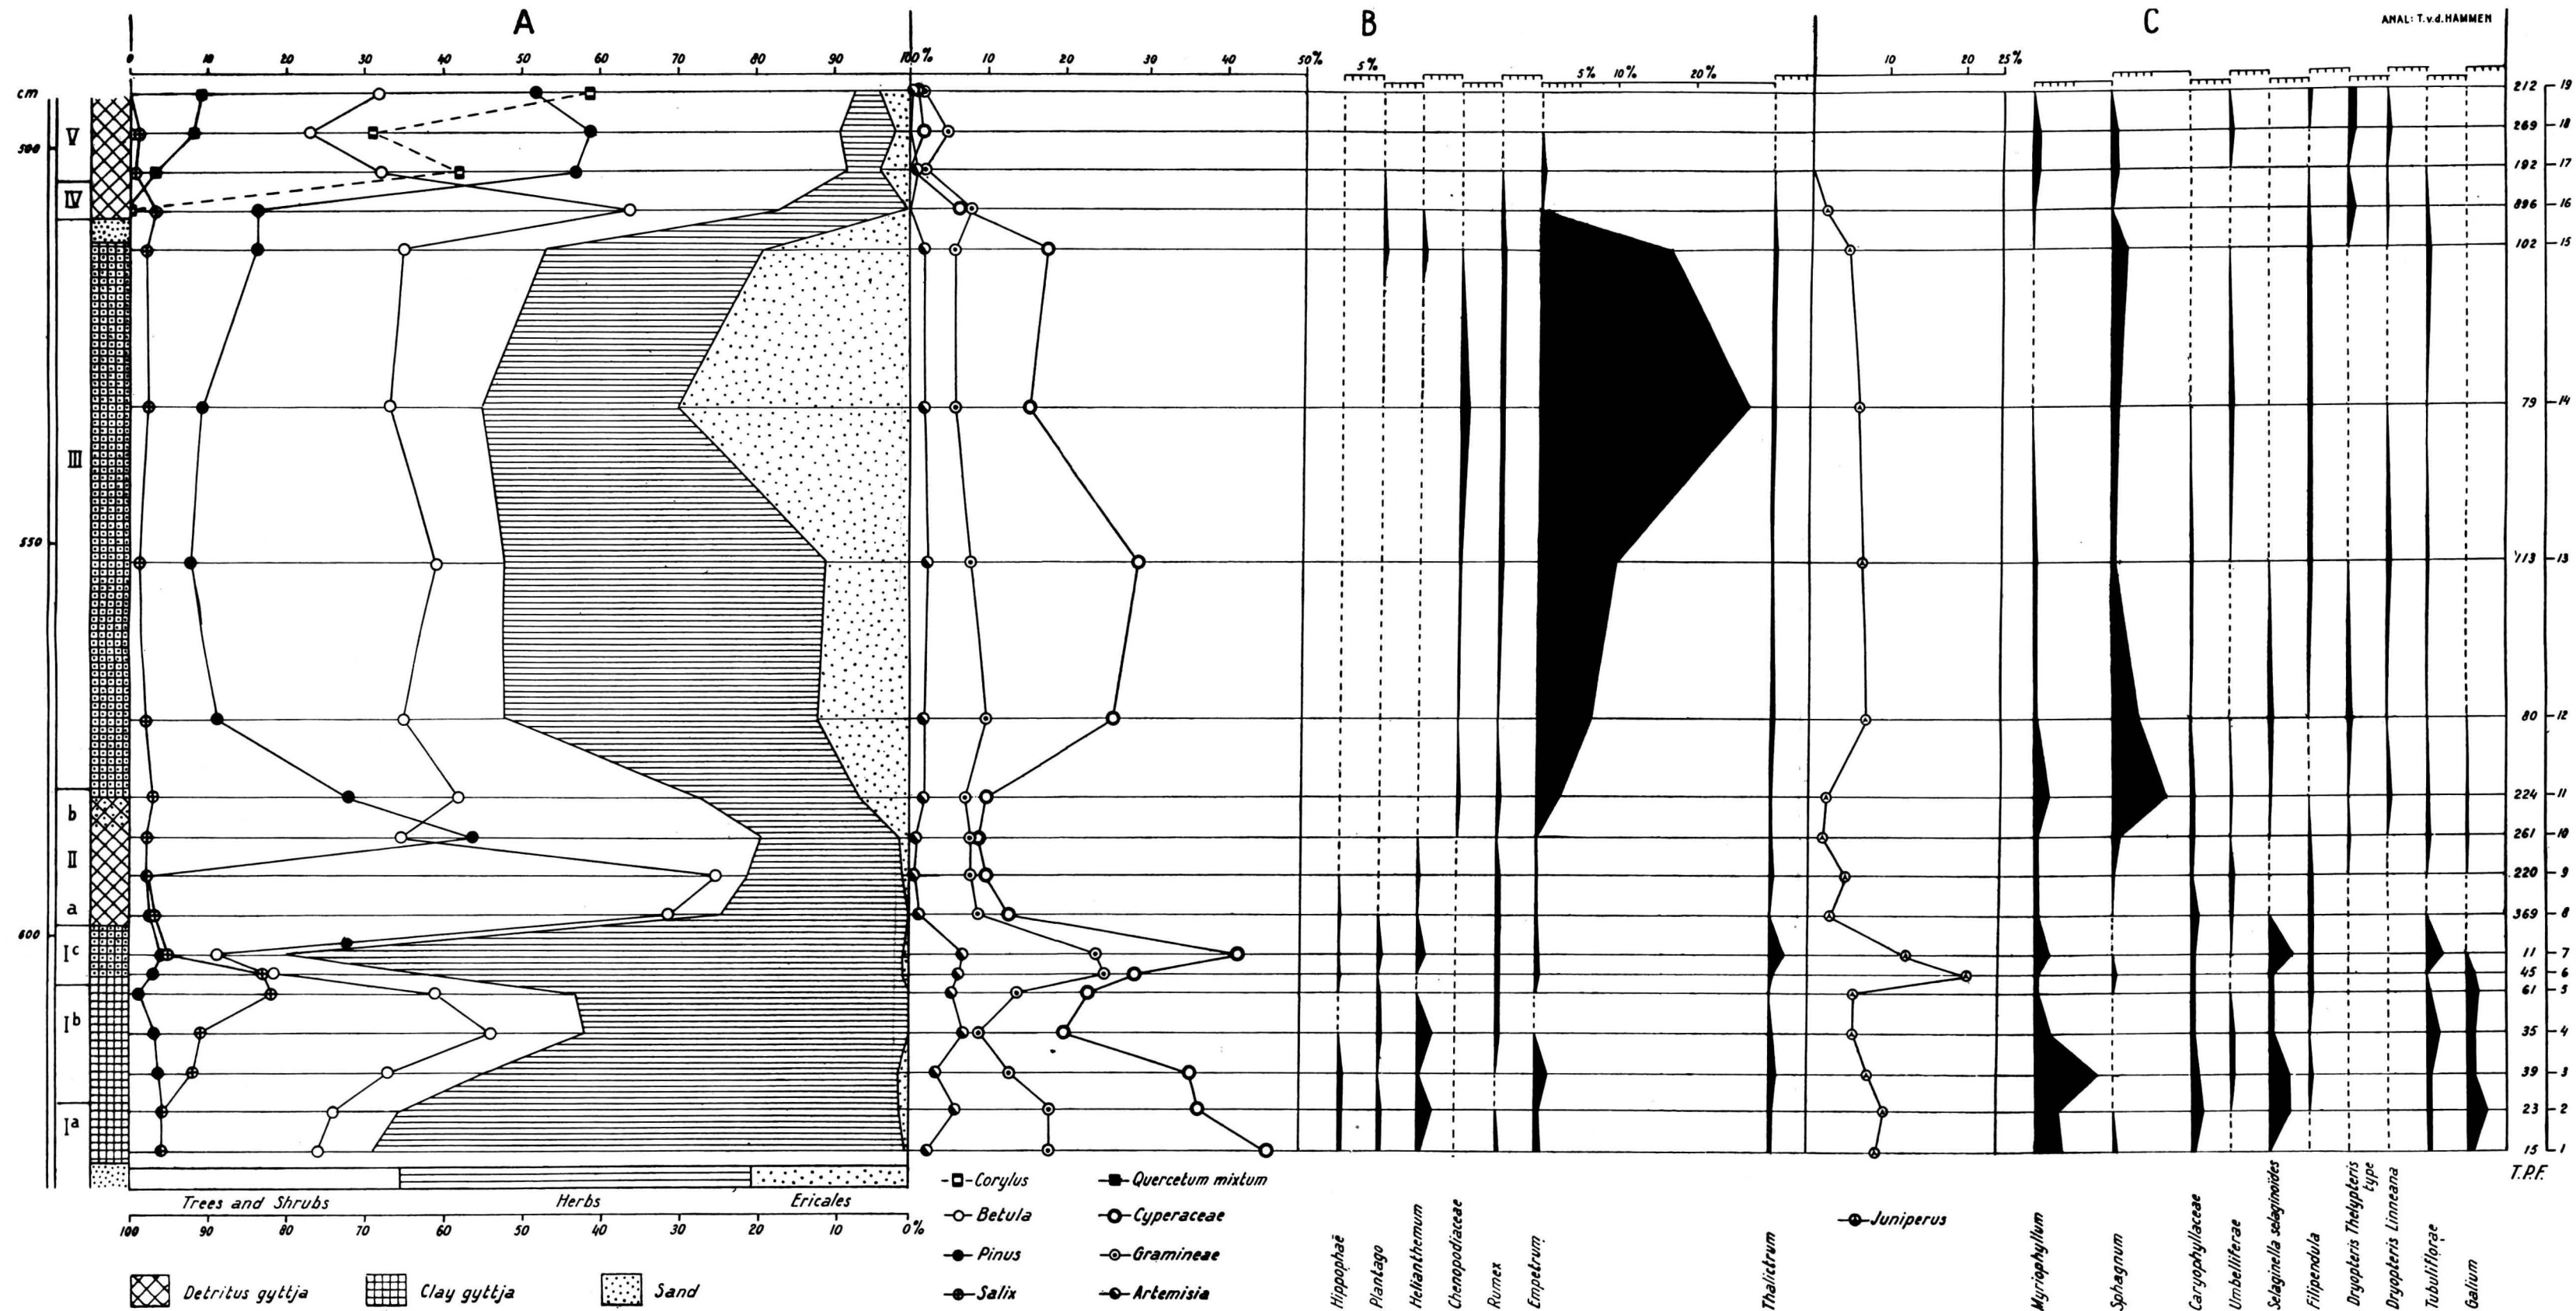 A
B
C
ANAL: T.v.d.HAMMEN
0 10 20 30 40 50 60 70 80 90 100%
10 20 30 40 50%
5%
5% 10% 20%
10 20 25%
cm
500
550
600
V
IV
III
b
II
a
Ic
Ib
Ia
212 19
269 18
192 17
896 16
102 15
79 14
113 13
80 12
224 11
261 10
220 9
369 8
11 7
45 6
61 5
35 4
39 3
23 2
15 1
T.P.F.
Trees and Shrubs Herbs Ericales
100 90 80 70 60 50 40 30 20 10 0%
Detritus gyttja
Clay gyttja
Sand
Corylus
Betula
Pinus
Salix
Quercetum mixtum
Cyperaceae
Gramineae
Artemisia
Hippophaë
Plantago
Helianthemum
Chenopodiaceae
Rumex
Empetrum
Thalictrum
Juniperus
Myriophyllum
Sphagnum
Caryophyllaceae
Umbelliferae
Selaginella selaginoides
Filipendula
Dryopteris Thelypteris
type
Dryopteris Linneana
Tubuliflorae
Galium